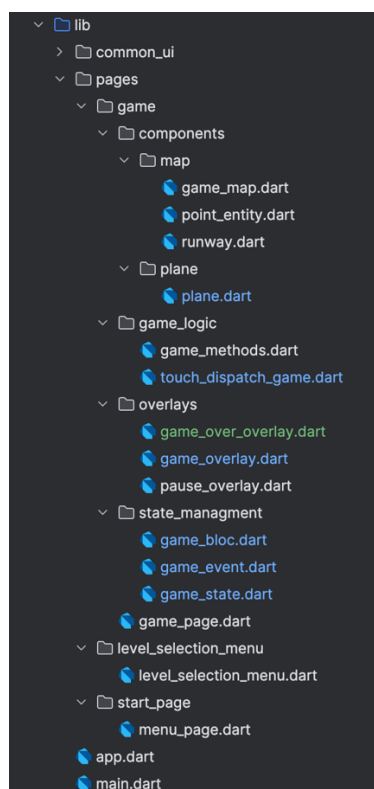 lib
common_ui
pages
game
components
map
game_map.dart
point_entity.dart
runway.dart
plane
plane.dart
game_logic
game_methods.dart
touch_dispatch_game.dart
overlays
game_over_overlay.dart
game_overlay.dart
pause_overlay.dart
state_managment
game_bloc.dart
game_event.dart
game_state.dart
game_page.dart
level_selection_menu
level_selection_menu.dart
start_page
menu_page.dart
app.dart
main.dart